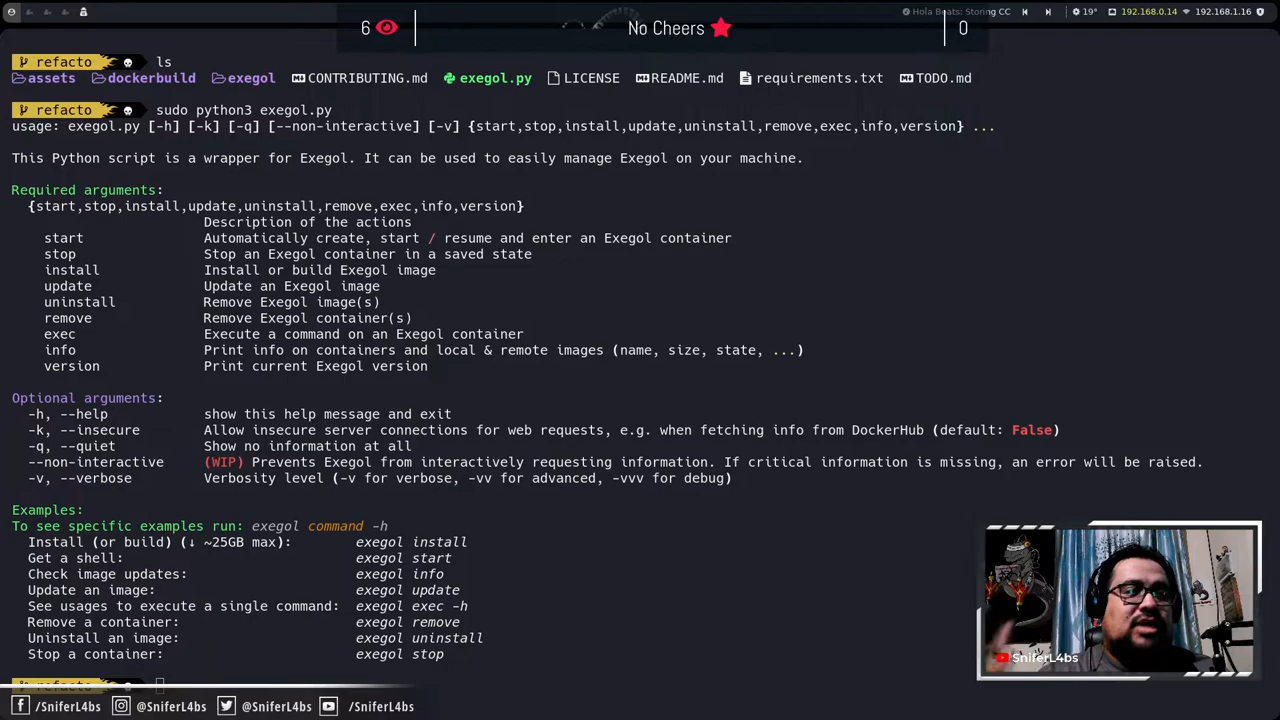 Hola Beats: Storing CC
19°
192.168.0.14
192.168.1.16
6
No Cheers
0
refacto ls
assets dockerbuild exegol CONTRIBUTING.md exegol.py LICENSE README.md requirements.txt TODO.md
refacto sudo python3 exegol.py
usage: exegol.py [-h] [-k] [-q] [--non-interactive] [-v] {start,stop,install,update,uninstall,remove,exec,info,version} ...
This Python script is a wrapper for Exegol. It can be used to easily manage Exegol on your machine.
Required arguments:
{start,stop,install,update,uninstall,remove,exec,info,version}
Description of the actions
start Automatically create, start / resume and enter an Exegol container
stop Stop an Exegol container in a saved state
install Install or build Exegol image
update Update an Exegol image
uninstall Remove Exegol image(s)
remove Remove Exegol container(s)
exec Execute a command on an Exegol container
info Print info on containers and local & remote images (name, size, state, ...)
version Print current Exegol version
Optional arguments:
-h, --help show this help message and exit
-k, --insecure Allow insecure server connections for web requests, e.g. when fetching info from DockerHub (default: False)
-q, --quiet Show no information at all
--non-interactive (WIP) Prevents Exegol from interactively requesting information. If critical information is missing, an error will be raised.
-v, --verbose Verbosity level (-v for verbose, -vv for advanced, -vvv for debug)
Examples:
To see specific examples run: exegol command -h
Install (or build) (↓ ~25GB max): exegol install
Get a shell: exegol start
Check image updates: exegol info
Update an image: exegol update
See usages to execute a single command: exegol exec -h
Remove a container: exegol remove
Uninstall an image: exegol uninstall
Stop a container: exegol stop
refacto
SniferL4bs
/SniferL4bs @SniferL4bs @SniferL4bs /SniferL4bs